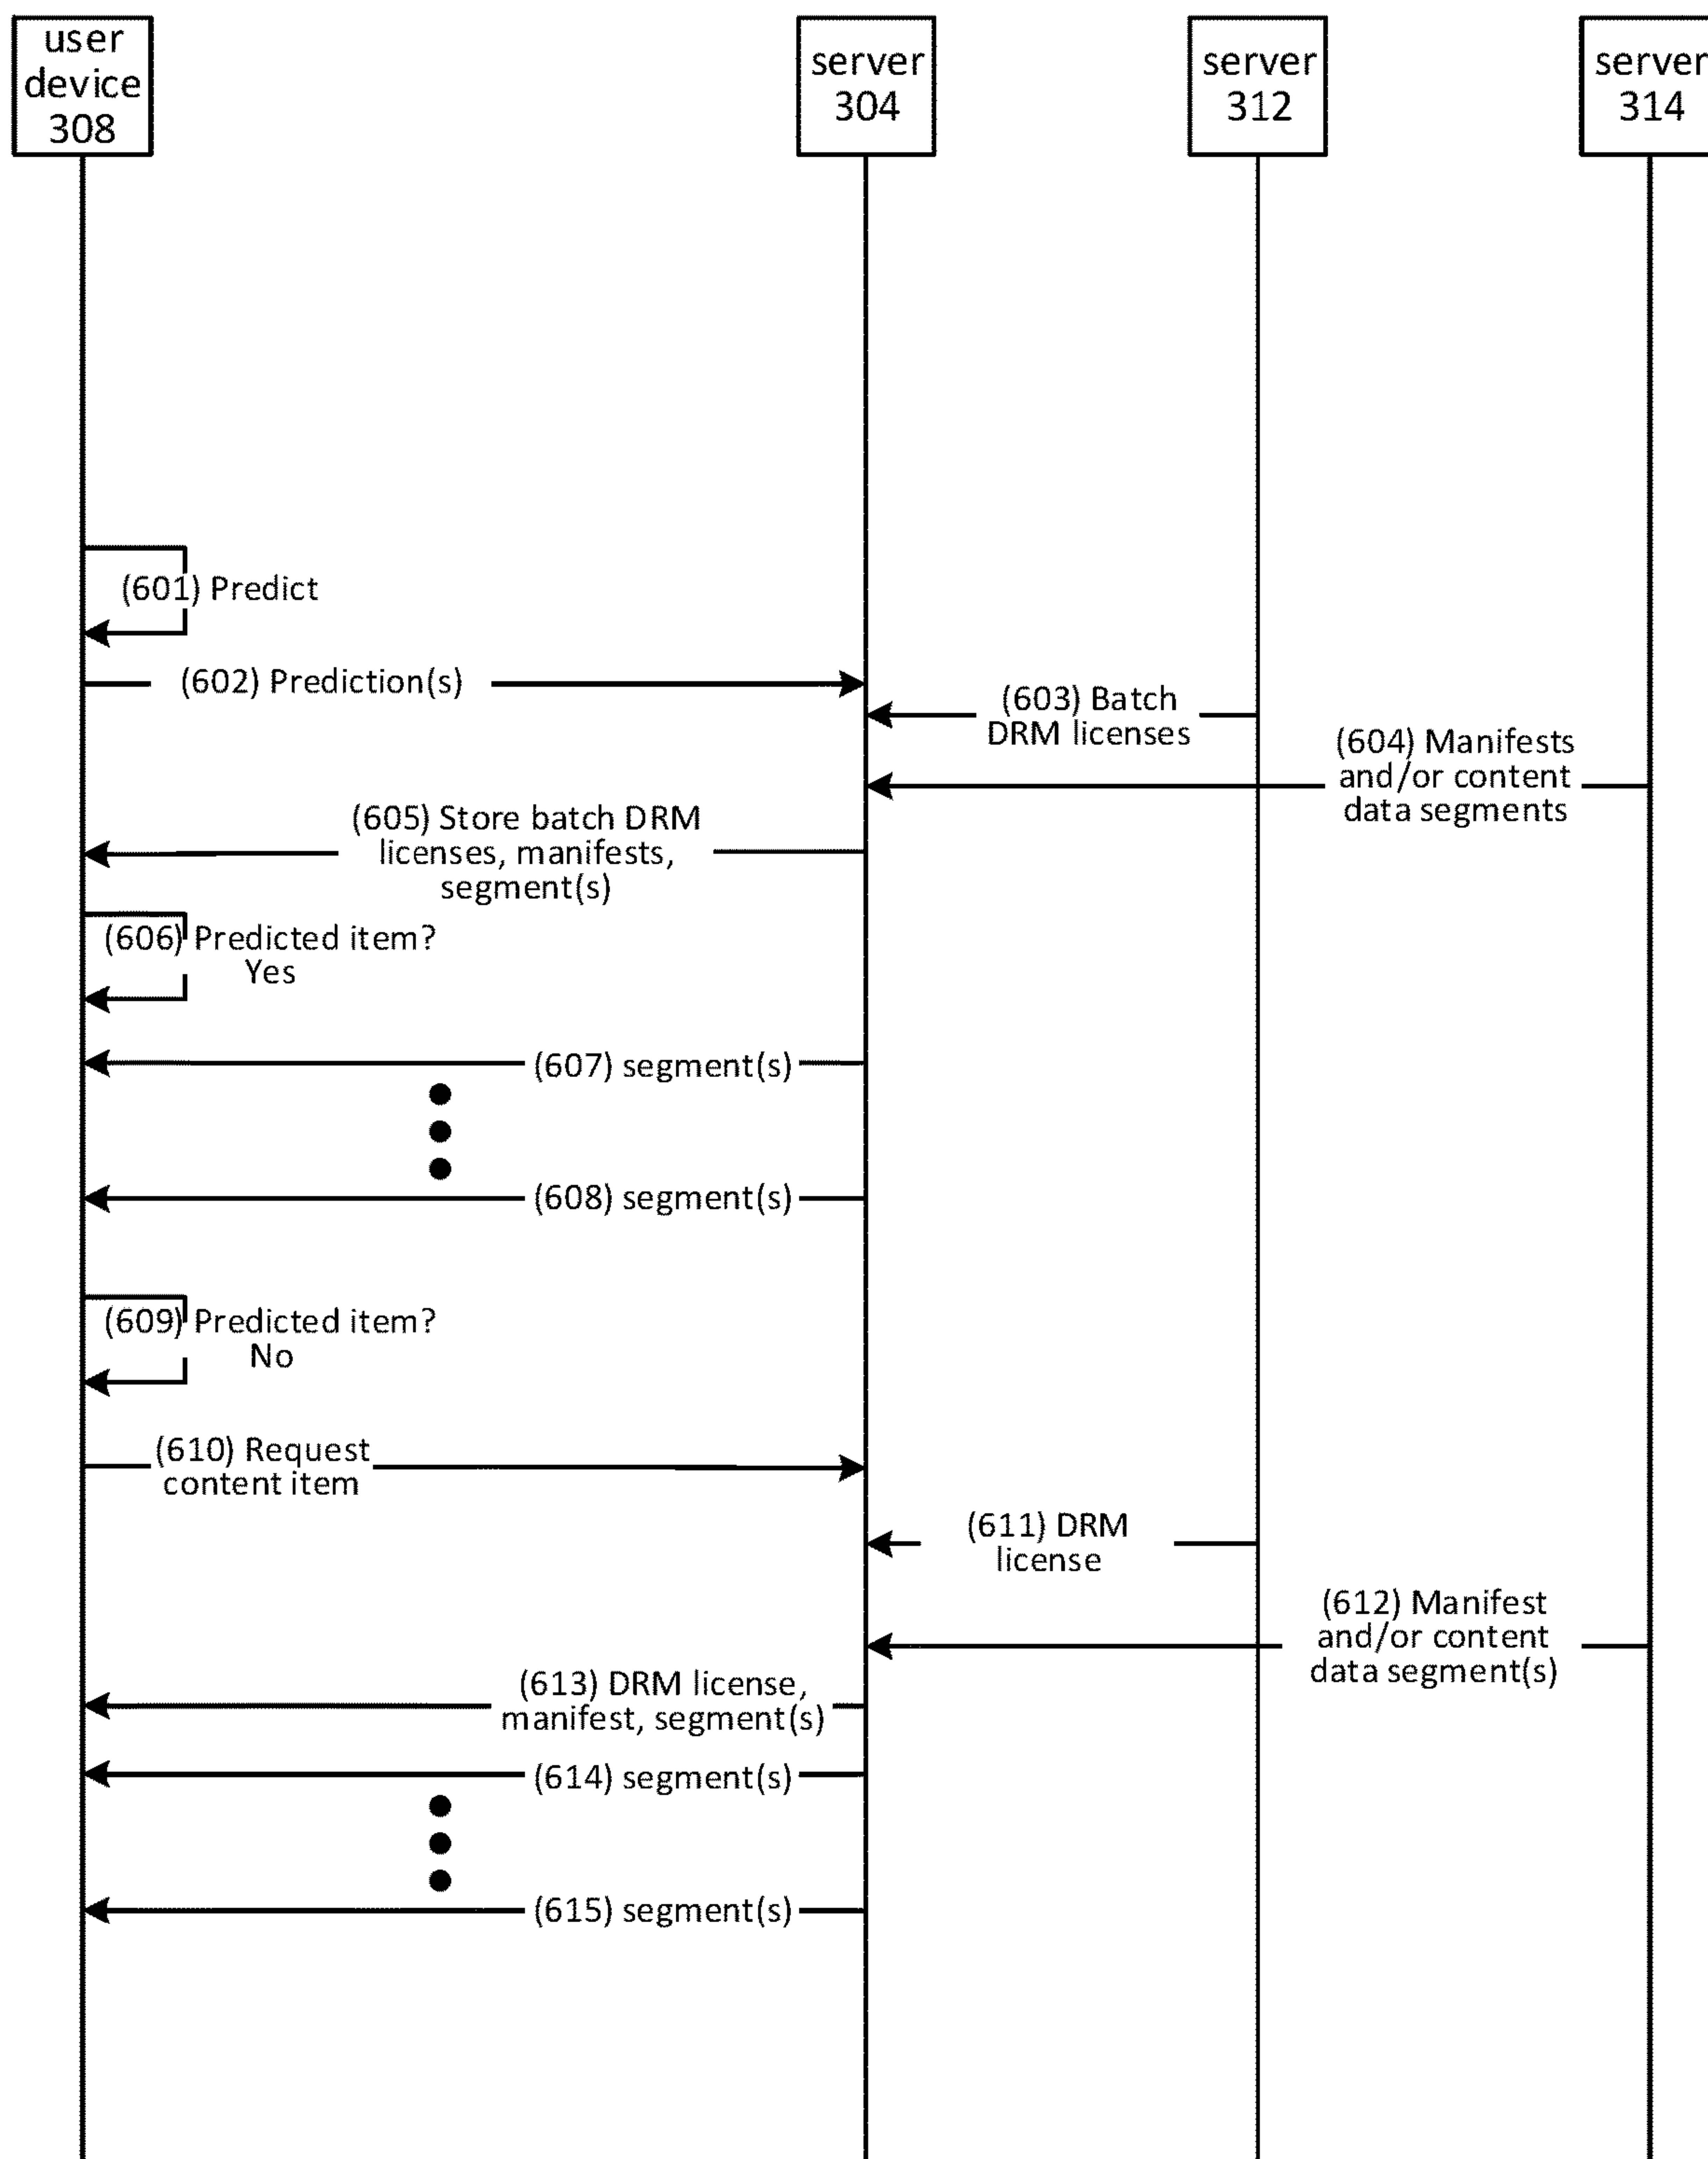 user
device
308
server
304
server
312
server
314
(601) Predict
(602) Prediction(s)
(603) Batch
DRM licenses
(604) Manifests
and/or content
data segments
(605) Store batch DRM
licenses, manifests,
segment(s)
(606) Predicted item?
Yes
(607) segment(s)
(608) segment(s)
(609) Predicted item?
No
(610) Request
content item
(611) DRM
license
(612) Manifest
and/or content
data segment(s)
(613) DRM license,
manifest, segment(s)
(614) segment(s)
(615) segment(s)